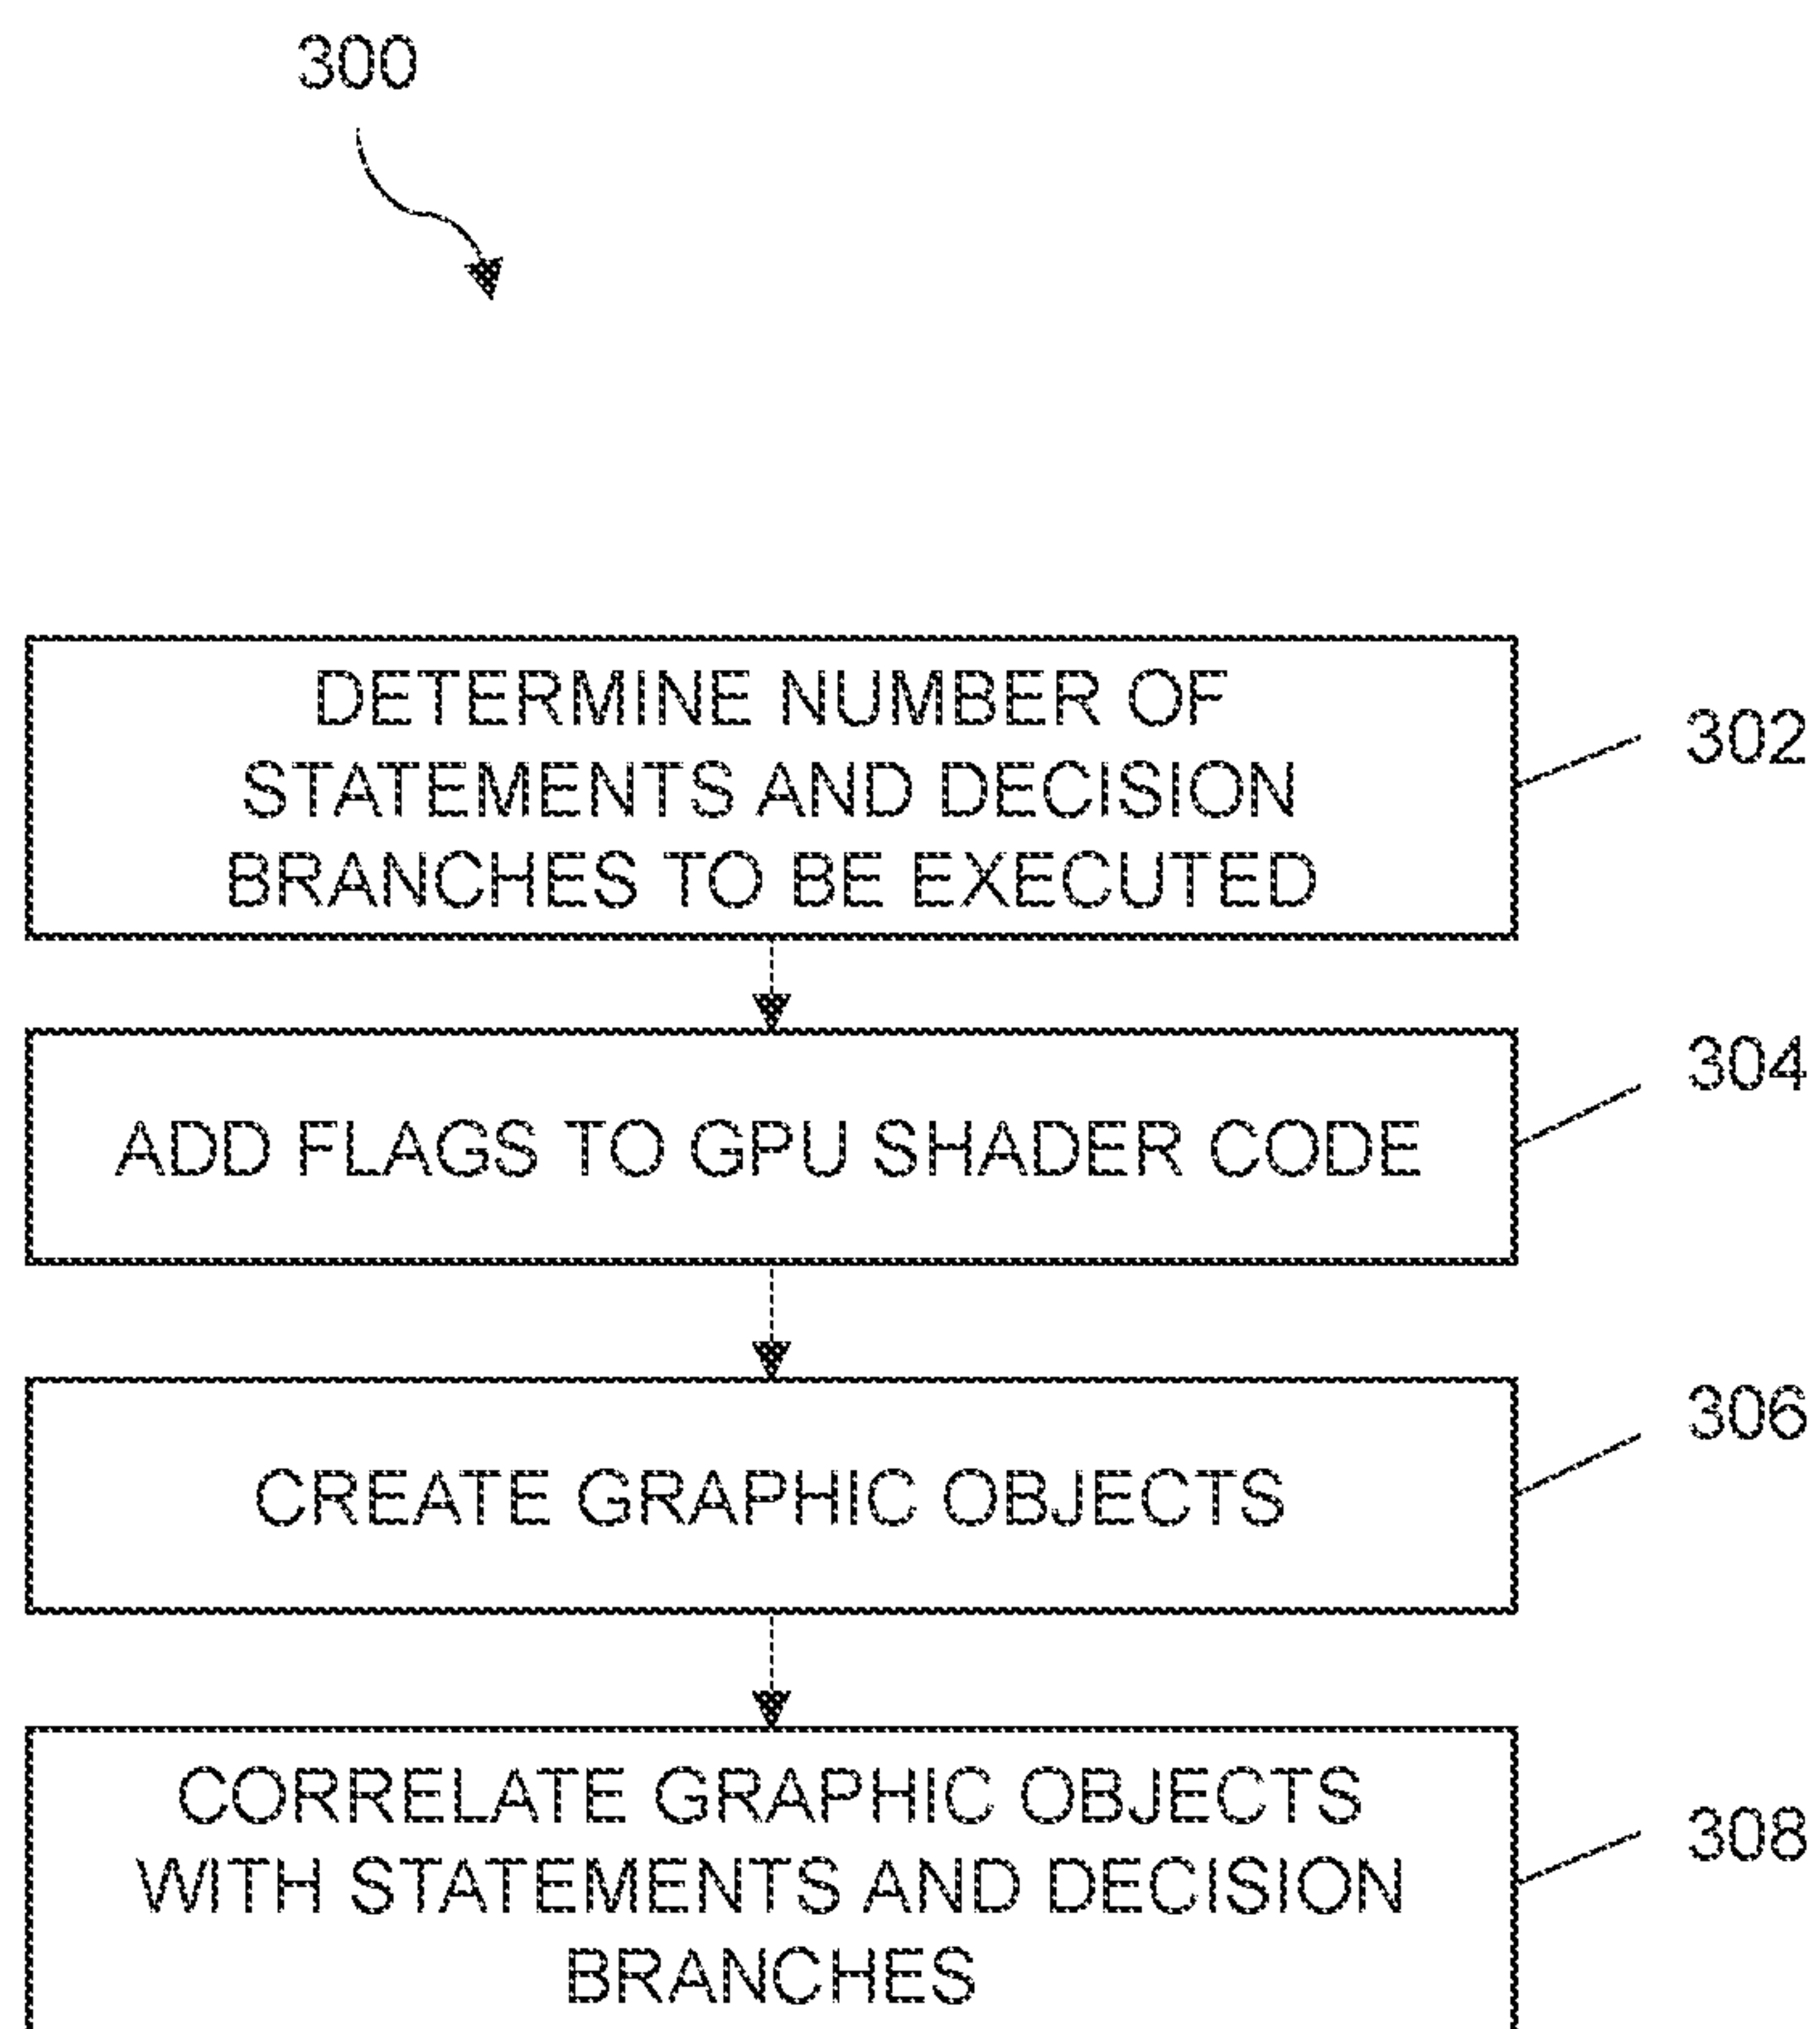 300
DETERMINE NUMBER OF
STATEMENTS AND DECISION
BRANCHES TO BE EXECUTED
302
ADD FLAGS TO GPU SHADER CODE
304
CREATE GRAPHIC OBJECTS
306
CORRELATE GRAPHIC OBJECTS
WITH STATEMENTS AND DECISION
BRANCHES
308